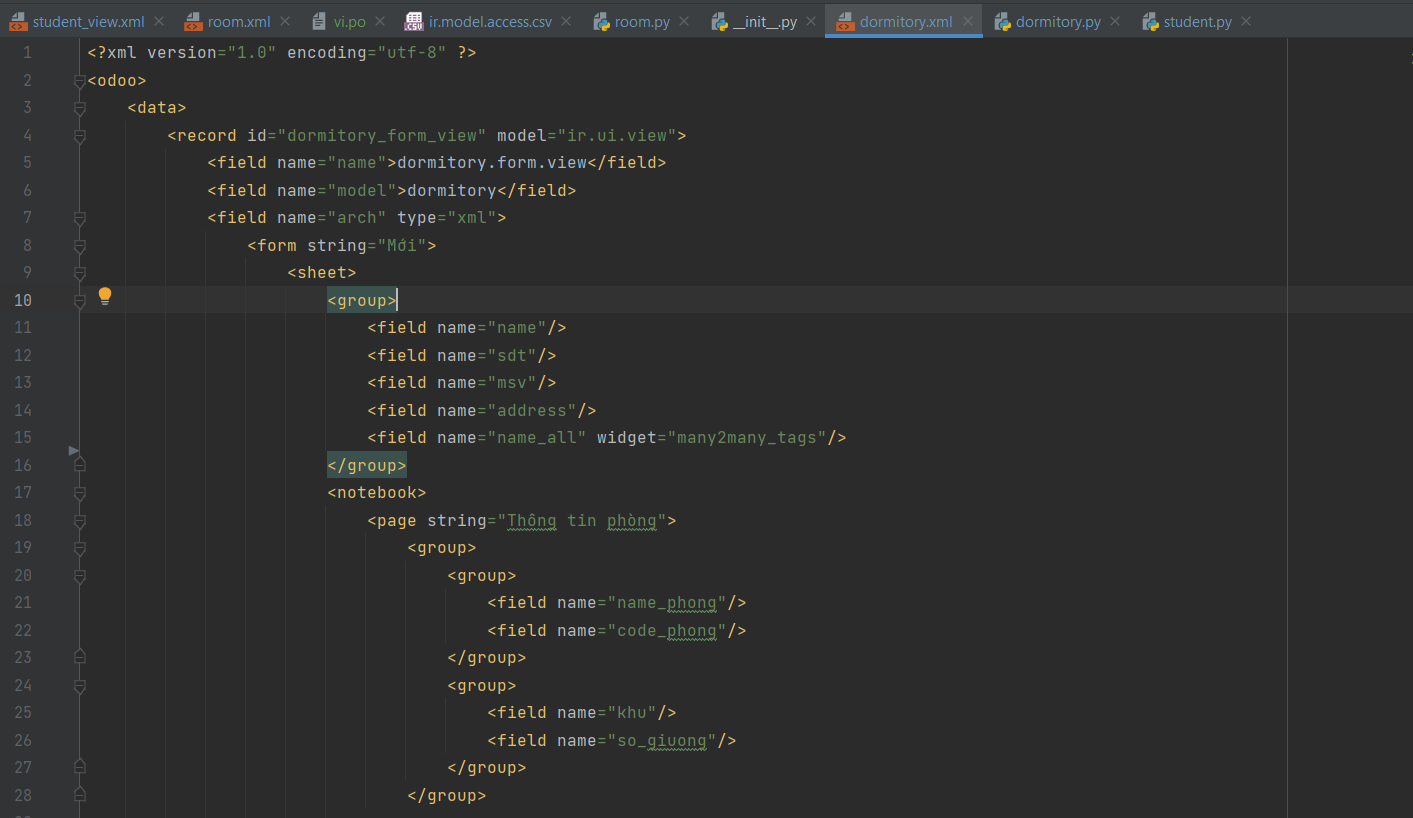 student_view.xml room.xml vi.po ir.model.access.csv room.py __init__.py dormitory.xml dormitory.py student.py
1 <?xml version="1.0" encoding="utf-8" ?>
2 <odoo>
3 <data>
4 <record id="dormitory_form_view" model="ir.ui.view">
5 <field name="name">dormitory.form.view</field>
6 <field name="model">dormitory</field>
7 <field name="arch" type="xml">
8 <form string="Mới">
9 <sheet>
10 <group>
11 <field name="name"/>
12 <field name="sdt"/>
13 <field name="msv"/>
14 <field name="address"/>
15 <field name="name_all" widget="many2many_tags"/>
16 </group>
17 <notebook>
18 <page string="Thông tin phòng">
19 <group>
20 <group>
21 <field name="name_phong"/>
22 <field name="code_phong"/>
23 </group>
24 <group>
25 <field name="khu"/>
26 <field name="so_giuong"/>
27 </group>
28 </group>